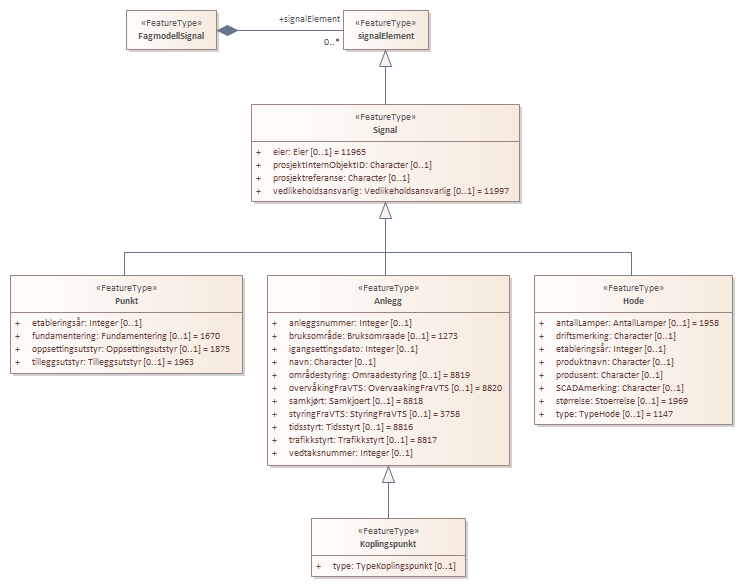 «FeatureType»
FagmodellSignal
+signalElement
0..*
«FeatureType»
signalElement
«FeatureType»
Signal
+ eier: Eier [0..1] = 11965
+ prosjektInternObjektID: Character [0..1]
+ prosjektreferanse: Character [0..1]
+ vedlikeholdsansvarlig: Vedlikeholdsansvarlig [0..1] = 11997
«FeatureType»
Punkt
+ etableringsår: Integer [0..1]
+ fundamentering: Fundamentering [0..1] = 1670
+ oppsettingsutstyr: Oppsettingsutstyr [0..1] = 1875
+ tilleggsutstyr: Tilleggsutstyr [0..1] = 1963
«FeatureType»
Anlegg
+ anleggsnummer: Integer [0..1]
+ bruksområde: Bruksomraade [0..1] = 1273
+ igangsettingsdato: Integer [0..1]
+ navn: Character [0..1]
+ områdestyring: Omraadestyring [0..1] = 8819
+ overvåkingFraVTS: OvervaakingFraVTS [0..1] = 8820
+ samkjørt: Samkjoert [0..1] = 8818
+ styringFraVTS: StyringFraVTS [0..1] = 3758
+ tidsstyrt: Tidsstyrt [0..1] = 8816
+ trafikkstyrt: Trafikkstyrt [0..1] = 8817
+ vedtaksnummer: Integer [0..1]
«FeatureType»
Hode
+ antallLamper: AntallLamper [0..1] = 1958
+ driftsmerking: Character [0..1]
+ etableringsår: Integer [0..1]
+ produktnavn: Character [0..1]
+ produsent: Character [0..1]
+ SCADAmerking: Character [0..1]
+ størrelse: Stoerrelse [0..1] = 1969
+ type: TypeHode [0..1] = 1147
«FeatureType»
Koplingspunkt
+ type: TypeKoplingspunkt [0..1]